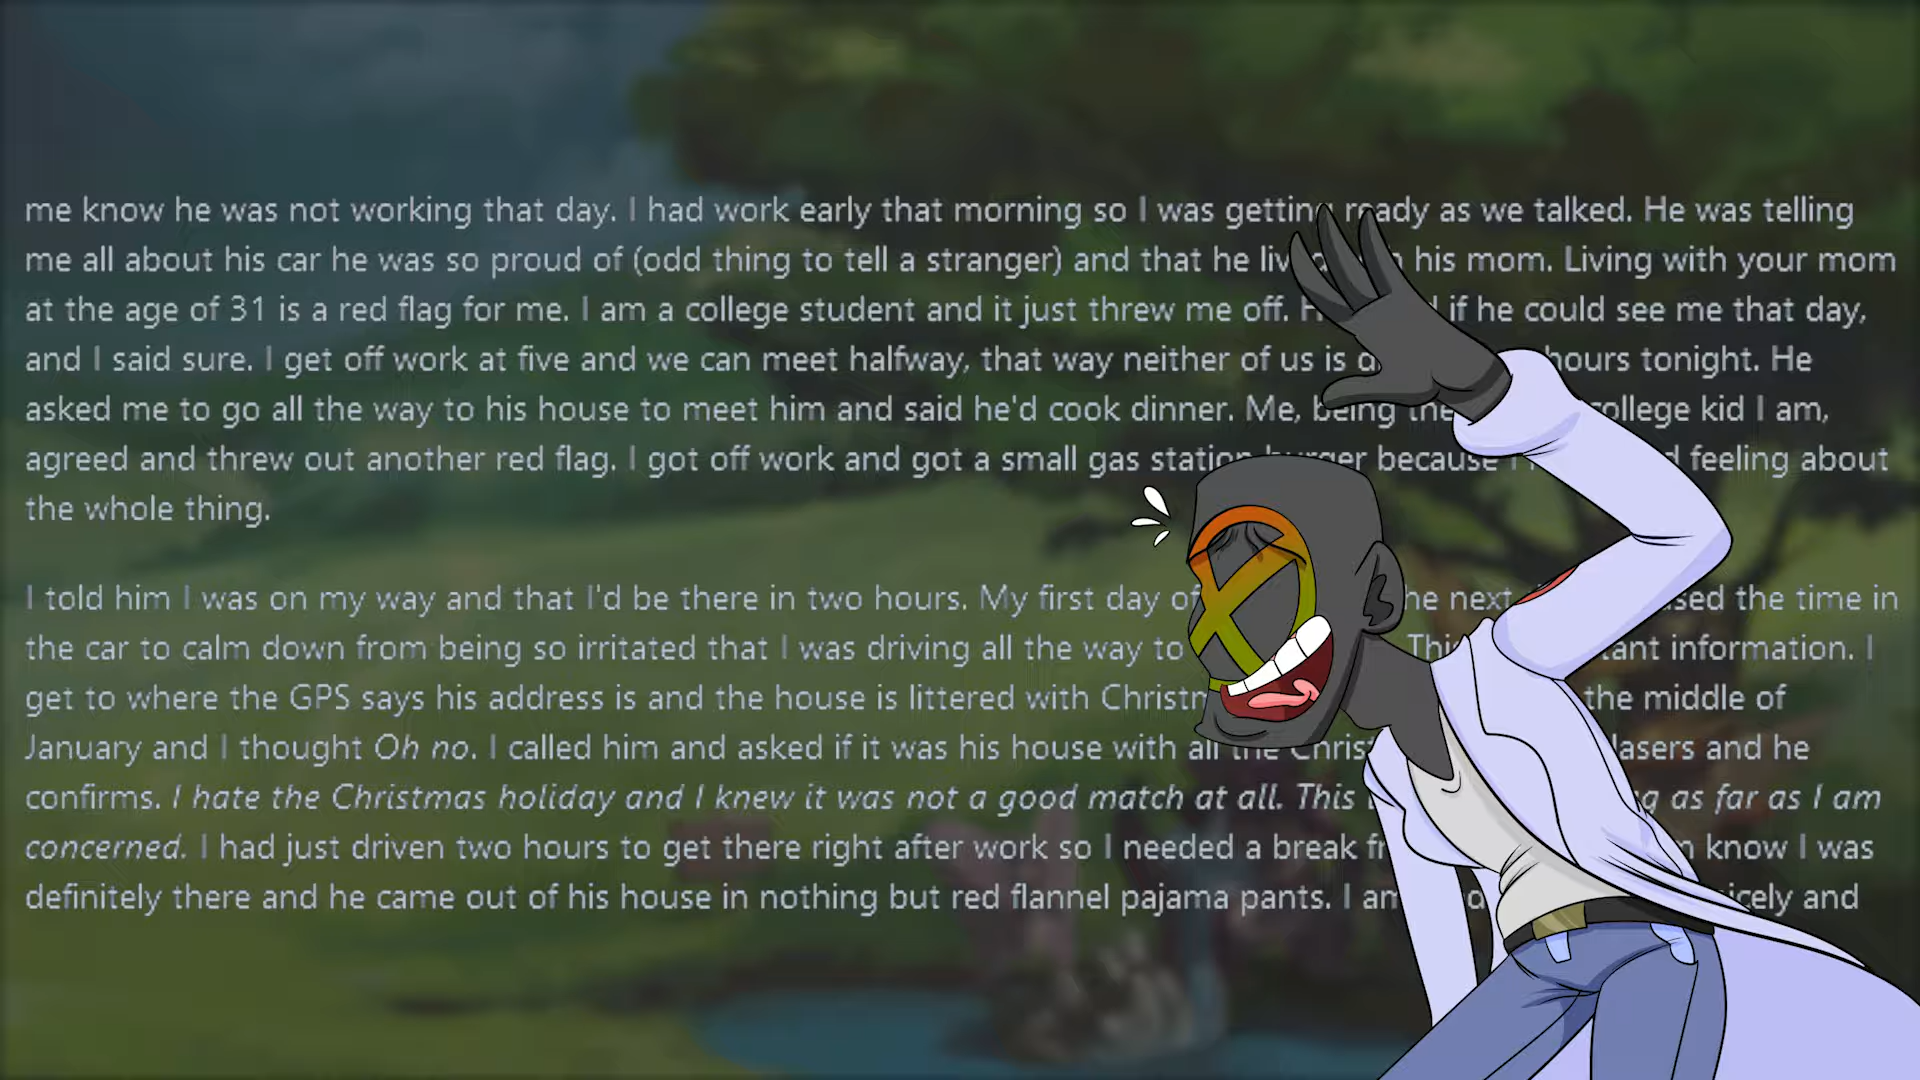 me know he was not working that day. I had work early that morning so I was getting ready as we talked. He was telling
me all about his car he was so proud of (odd thing to tell a stranger) and that he his mom. Living with your mom
at the age of 31 is a red flag for me. I am a college student and it just threw me off. if he could see me that day,
and I said sure. I get off work at five and we can meet halfway, that way neither of us is hours tonight. He
asked me to go all the way to his house to meet him and said he'd cook dinner. Me, being the college kid I am,
agreed and threw out another red flag. I got off work and got a small gas station burger because feeling about
the whole thing.
I told him I was on my way and that I'd be there in two hours. My first day of the next the time in
the car to calm down from being so irritated that I was driving all the way to information. I
get to where the GPS says his address is and the house is littered with the middle of
January and I thought Oh no. I called him and asked if it was his house with all the lasers and he
confirms. I hate the Christmas holiday and I knew it was not a good match at all. This as far as I am
concerned. I had just driven two hours to get there right after work so I needed a break know I was
definitely there and he came out of his house in nothing but red flannel pajama pants. I and